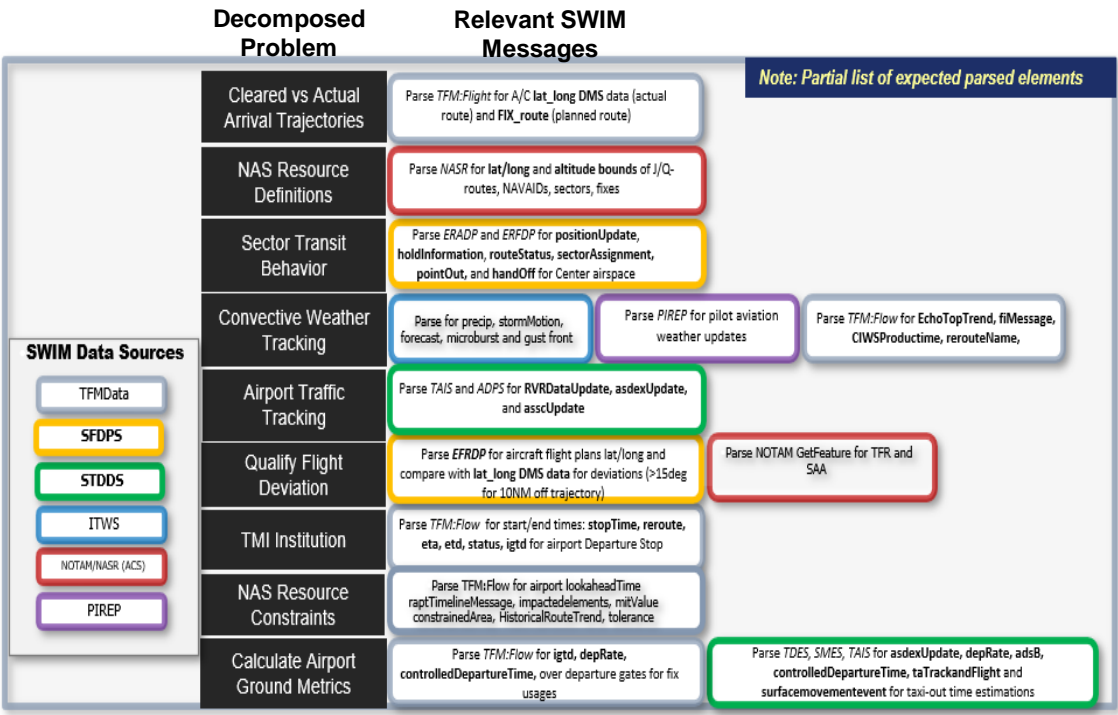 Decomposed
Problem
Relevant SWIM
Messages
Note: Partial list of expected parsed elements
Cleared vs Actual
Arrival Trajectories
Parse TFM:Flight for A/C lat_long DMS data (actual
route) and FIX_route (planned route)
NAS Resource
Definitions
Parse NASR for lat/long and altitude bounds of J/Q-
routes, NAVAIDs, sectors, fixes
Sector Transit
Behavior
Parse ERADP and ERFDP for positionUpdate,
holdInformation, routeStatus, sectorAssignment,
pointOut, and handOff for Center airspace
Convective Weather
Tracking
Parse for precip, stormMotion,
forecast, microburst and gust front
Parse PIREP for pilot aviation
weather updates
Parse TFM:Flow for EchoTopTrend, fiMessage,
CIWSProductime, rerouteName,
Airport Traffic
Tracking
Parse TAIS and ADPS for RVRDataUpdate, asdexUpdate,
and asscUpdate
Qualify Flight
Deviation
Parse EFRDP for aircraft flight plans lat/long and
compare with lat_long DMS data for deviations (>15deg
for 10NM off trajectory)
Parse NOTAM GetFeature for TFR and
SAA
TMI Institution
Parse TFM:Flow for start/end times: stopTime, reroute,
eta, etd, status, igtd for airport Departure Stop
NAS Resource
Constraints
Parse TFM:Flow for airport lookaheadTime
raptTimelineMessage, impactedelements, mitValue
constrainedArea, HistoricalRouteTrend, tolerance
Calculate Airport
Ground Metrics
Parse TFM:Flow for igtd, depRate,
controlledDepartureTime, over departure gates for fix
usages
Parse TDES, SMES, TAIS for asdexUpdate, depRate, adsB,
controlledDepartureTime, taTrackandFlight and
surfacemovementevent for taxi-out time estimations
SWIM Data Sources
TFMData
SFDPS
STDDS
ITWS
NOTAM/NASR (ACS)
PIREP